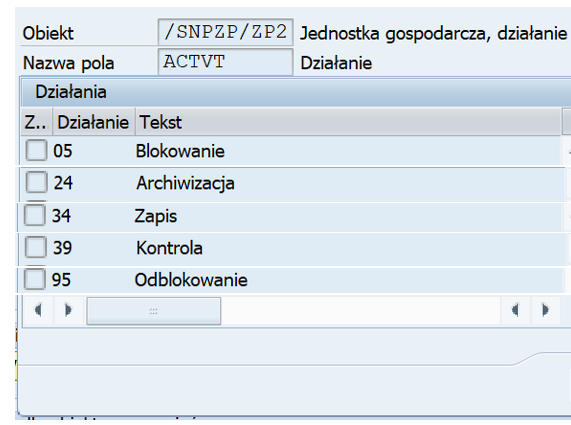 Obiekt /SNPZP/ZP2 Jednostka gospodarcza, działanie
Nazwa pola ACTVT Działanie
Działania
Z.. Działanie Tekst
05 Blokowanie
24 Archiwizacja
34 Zapis
39 Kontrola
95 Odblokowanie